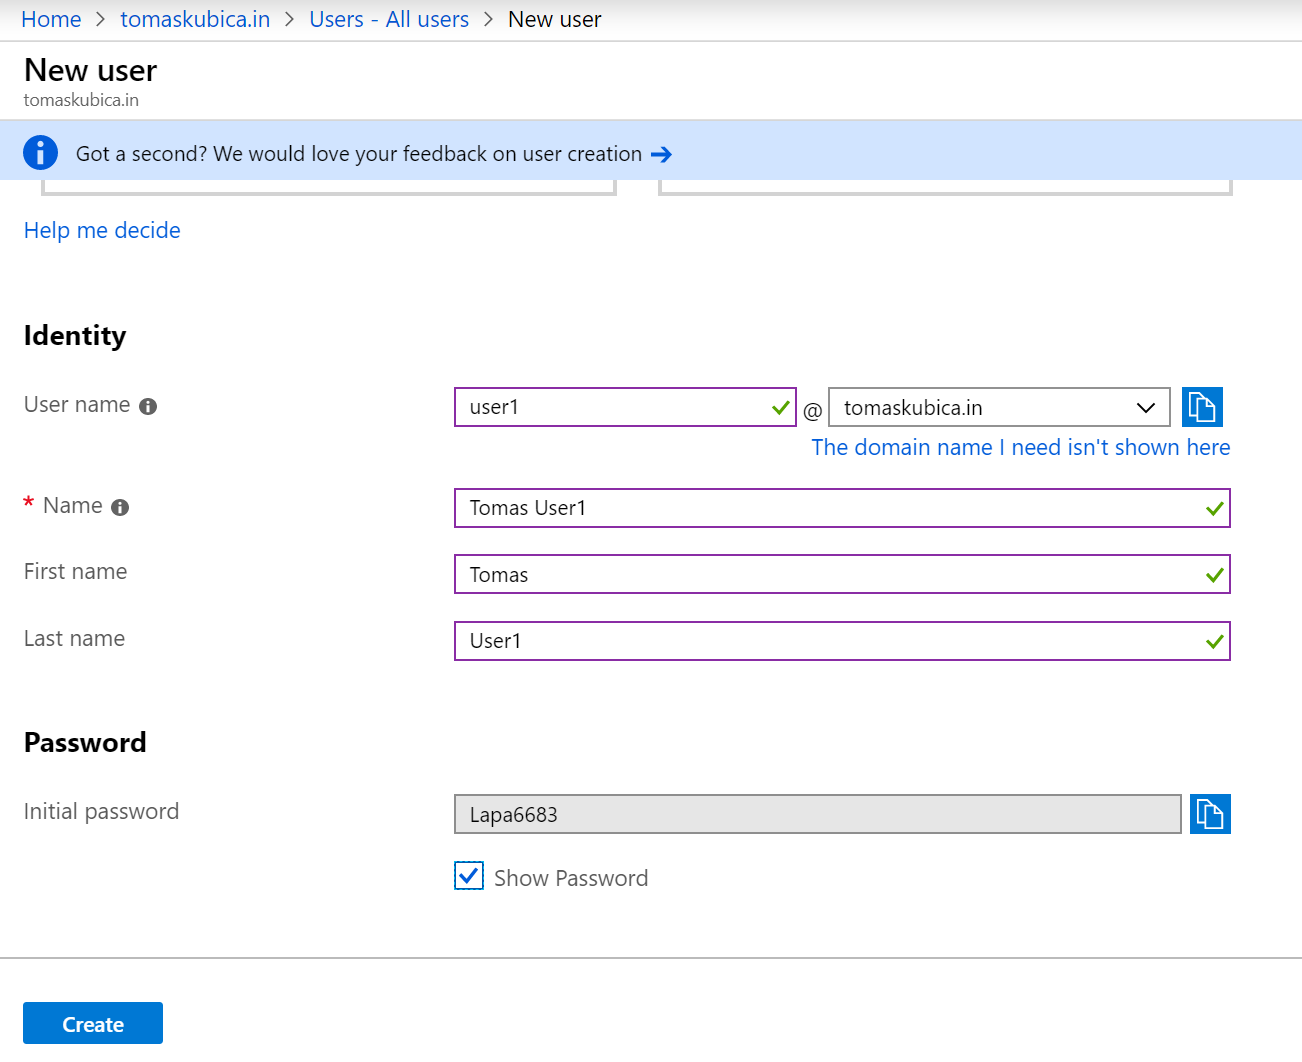 Home > tomaskubica.in > Users - All users > New user
New user
tomaskubica.in
Got a second? We would love your feedback on user creation →
Help me decide
Identity
User name user1 @ tomaskubica.in
The domain name I need isn't shown here
* Name Tomas User1
First name Tomas
Last name User1
Password
Initial password Lapa6683
Show Password
Create